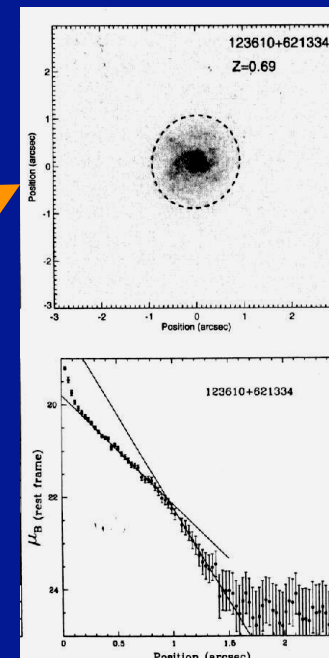 123610+621334
Z=0.69
Position (arcsec)
2
1
0
-1
-2
-3
-3 -2 -1 0 1 2
Position (arcsec)
123610+621334
μB (rest frame)
20
22
24
0 0.5 1 1.5 2
Position (arcsec)